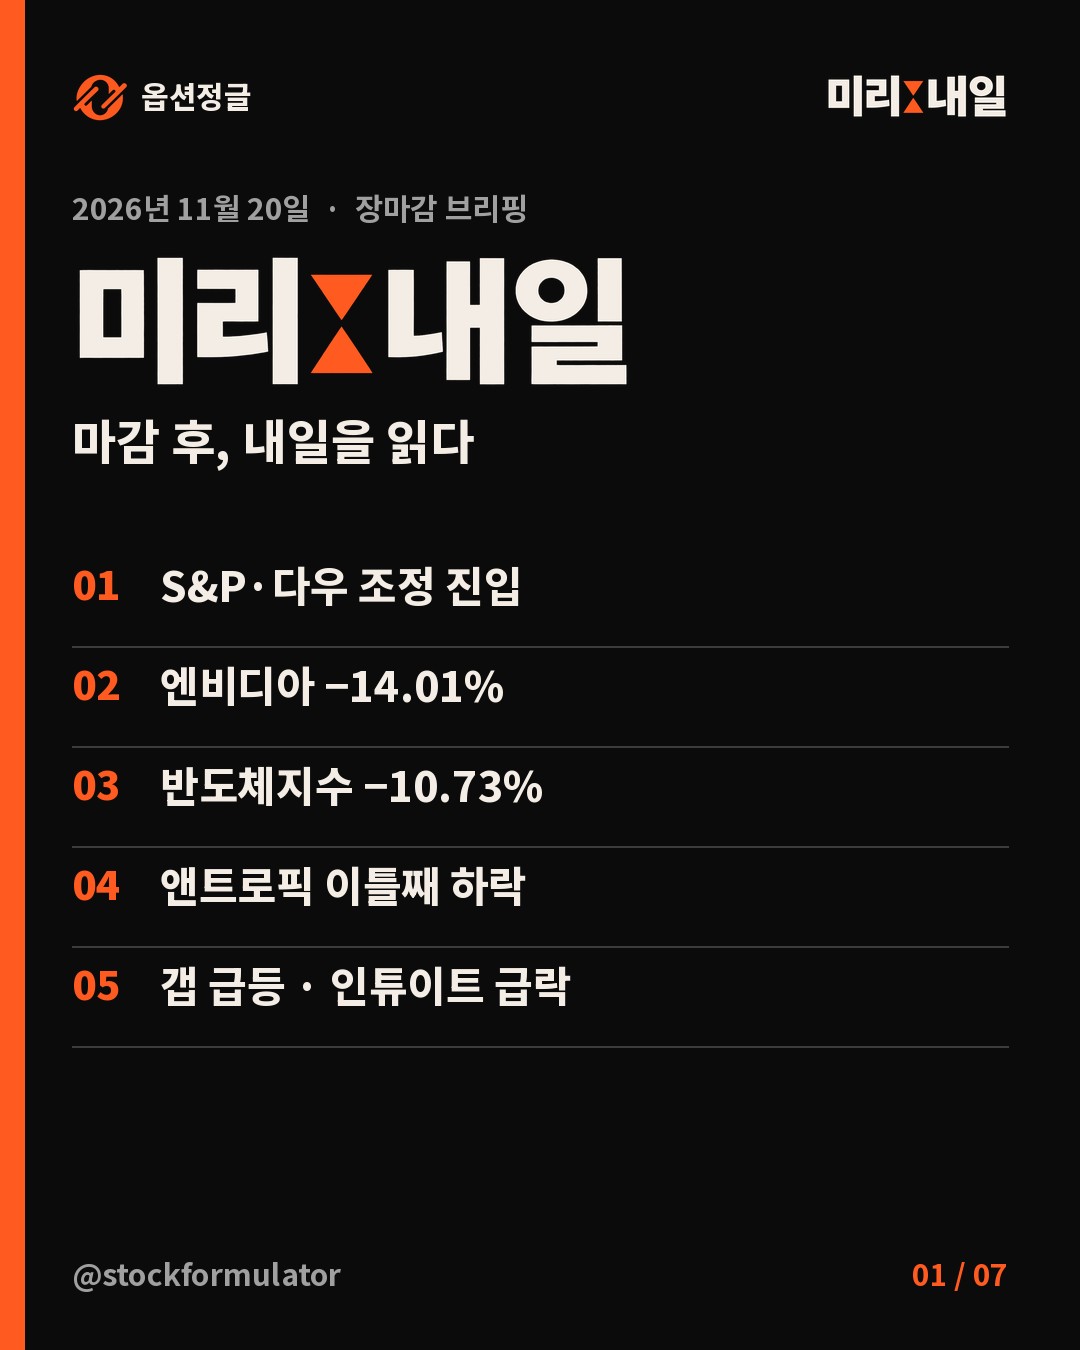 옵션정글
미리 내일
2026년 11월 20일 · 장마감 브리핑
미리 내일
마감 후, 내일을 읽다
01 S&P·다우 조정 진입
02 엔비디아 −14.01%
03 반도체지수 −10.73%
04 앤트로픽 이틀째 하락
05 갭 급등 · 인튜이트 급락
@stockformulator
01 / 07